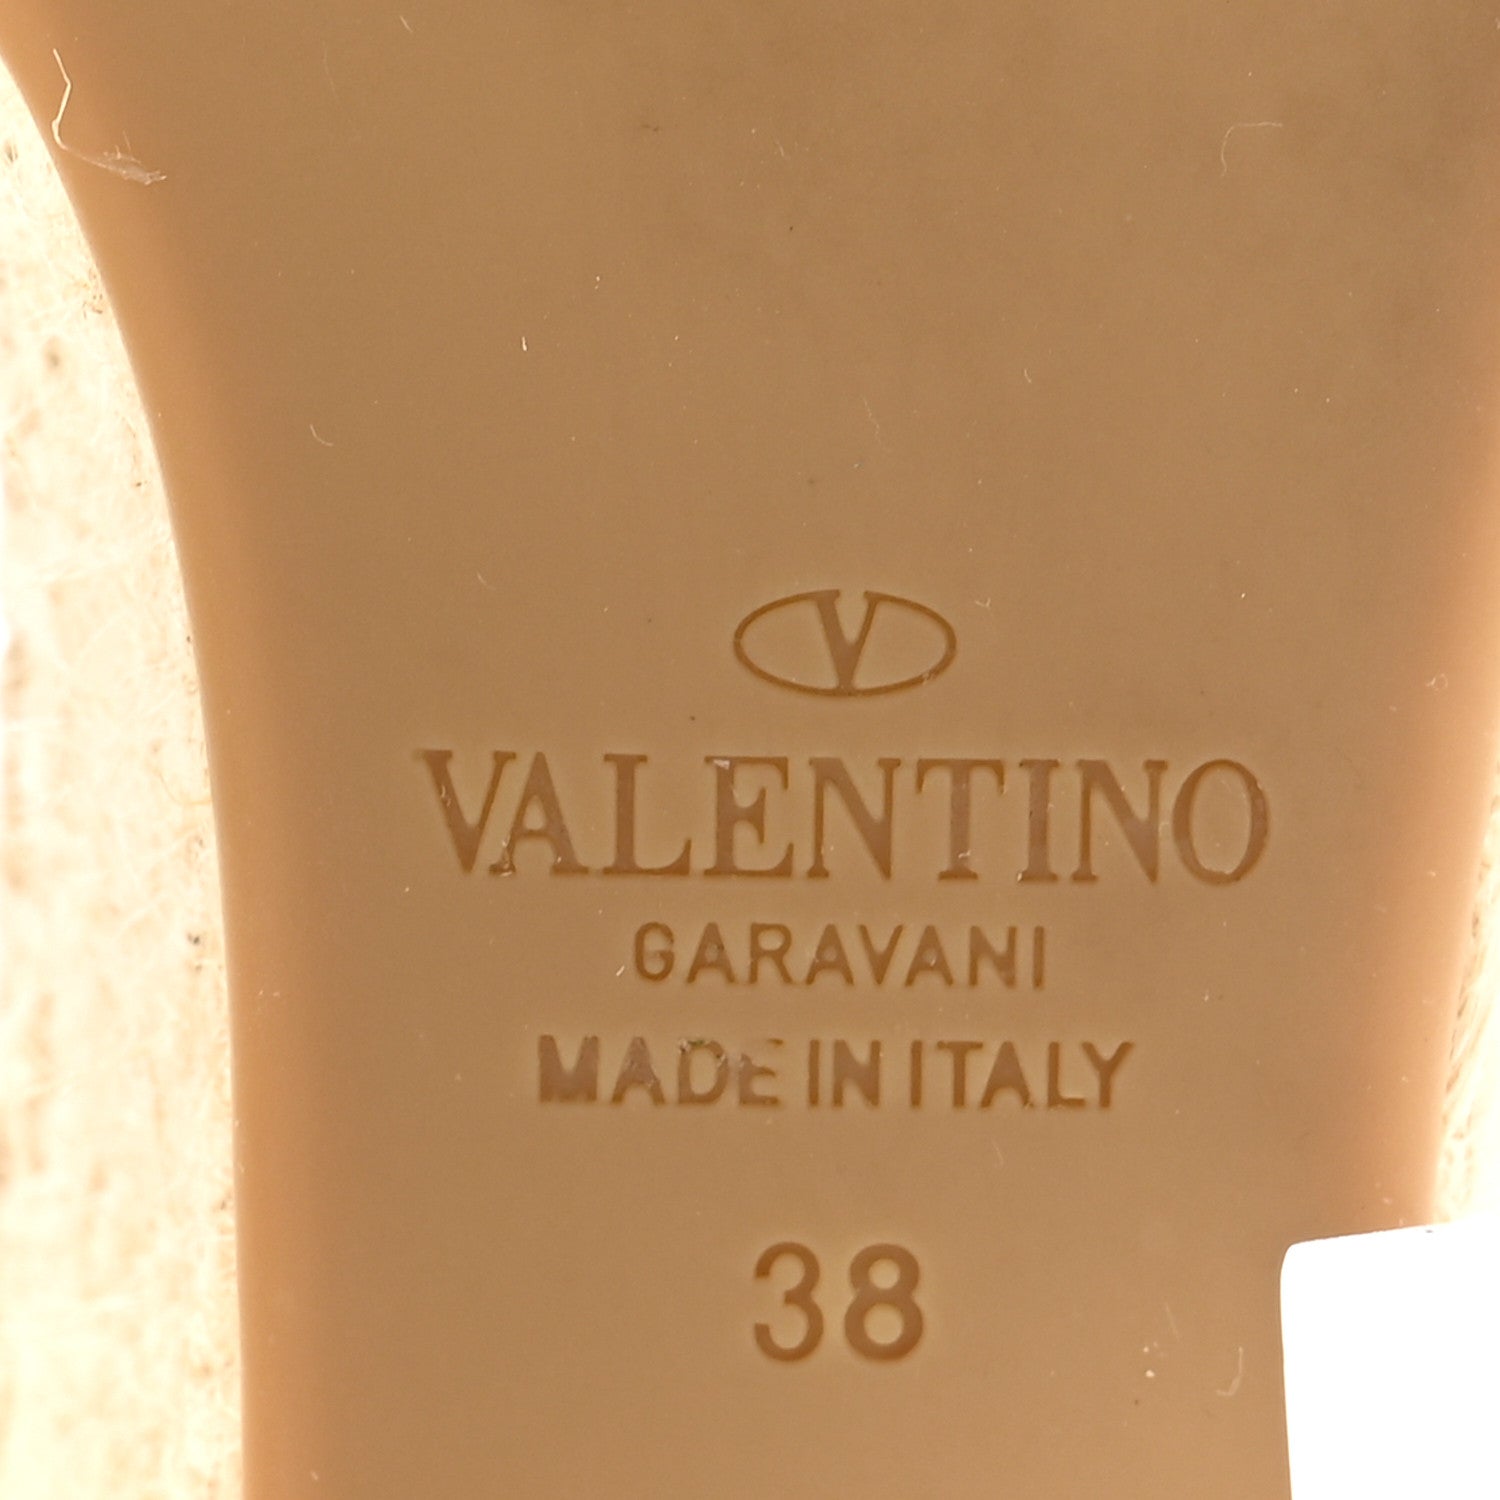 V
VALENTINO
GARAVANI
MADE IN ITALY
38